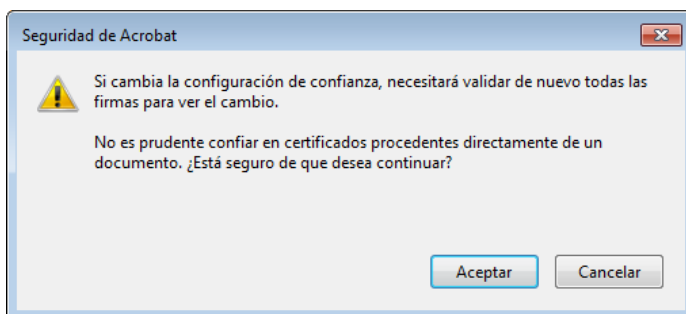 Seguridad de Acrobat
Si cambia la configuración de confianza, necesitará validar de nuevo todas las
firmas para ver el cambio.
No es prudente confiar en certificados procedentes directamente de un
documento. ¿Está seguro de que desea continuar?
Aceptar
Cancelar